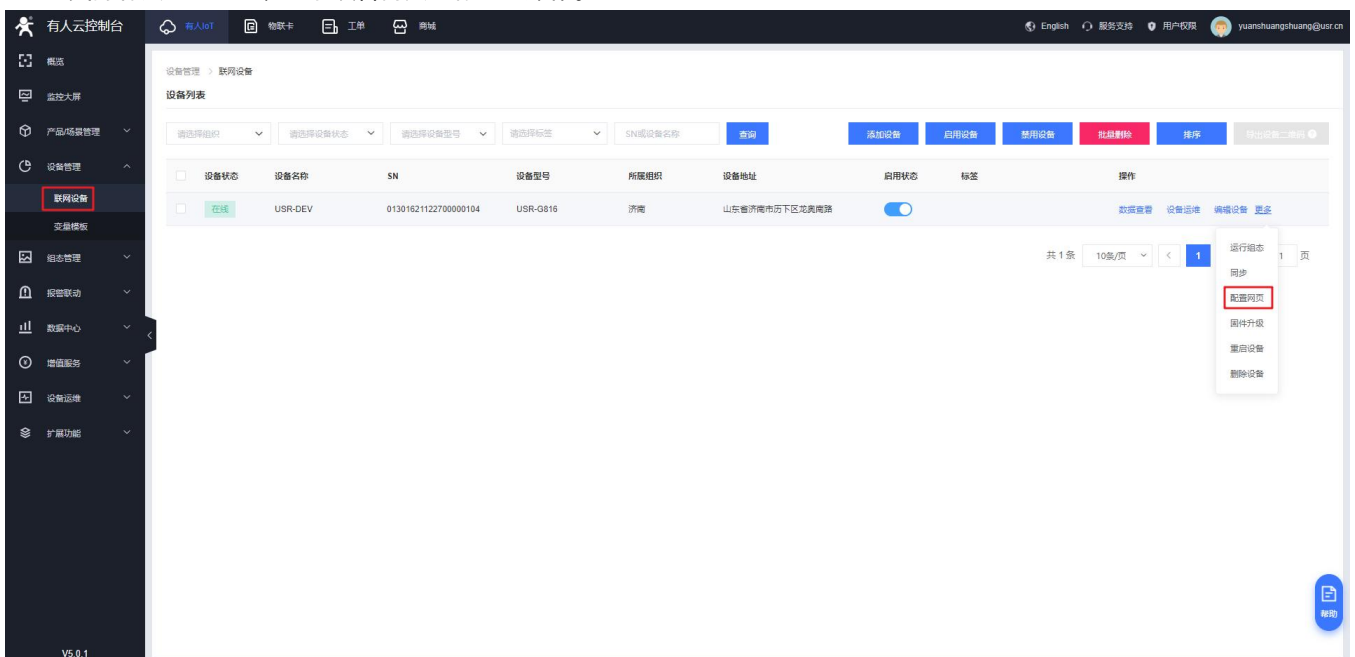 有人云控制台
有人IoT 物联卡 工单 商城
English 服务支持 用户权限 yuanshuangshuang@usr.cn
概览
监控大屏
产品/场景管理
设备管理
联网设备
变量模板
组态管理
报警联动
数据中心
增值服务
设备运维
扩展功能
V5.0.1
设备管理 > 联网设备
设备列表
请选择组织 请选择设备状态 请选择设备型号 请选择标签 SN或设备名称 查询 添加设备 启用设备 禁用设备 批量删除 排序 导出设备二维码
设备状态 设备名称 SN 设备型号 所属组织 设备地址 启用状态 标签 操作
在线 USR-DEV 01301621122700000104 USR-G816 济南 山东省济南市历下区龙奥南路 数据查看 设备运维 编辑设备 更多
共 1 条 10条/页 < 1 1 页
运行组态
同步
配置网页
固件升级
重启设备
删除设备
帮助